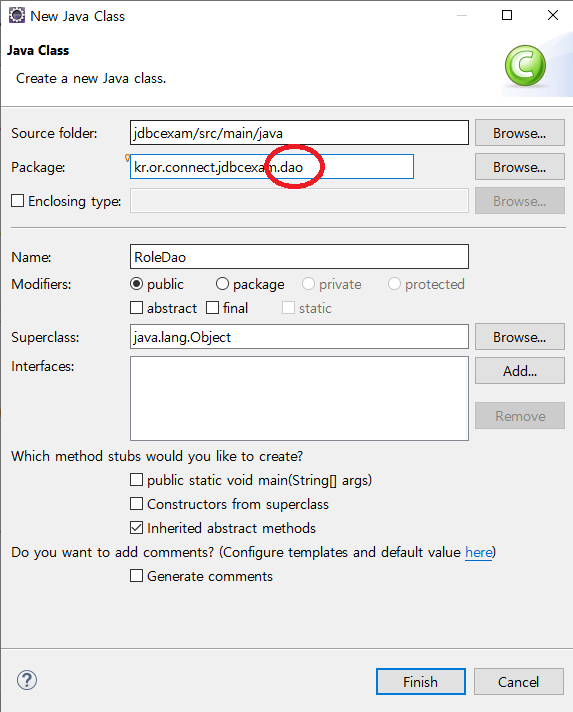 New Java Class
Java Class
Create a new Java class.
Source folder: jdbcexam/src/main/java Browse...
Package: kr.or.connect.jdbcexam.dao Browse...
Enclosing type: Browse...
Name: RoleDao
Modifiers: public package private protected
abstract final static
Superclass: java.lang.Object Browse...
Interfaces: Add...
Remove
Which method stubs would you like to create?
public static void main(String[] args)
Constructors from superclass
Inherited abstract methods
Do you want to add comments? (Configure templates and default value here)
Generate comments
Finish Cancel